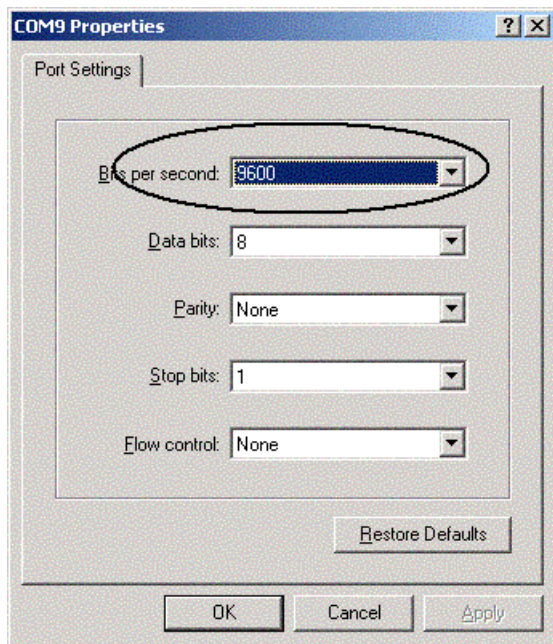 COM9 Properties
Port Settings
Bits per second: 9600
Data bits: 8
Parity: None
Stop bits: 1
Flow control: None
Restore Defaults
OK Cancel Apply